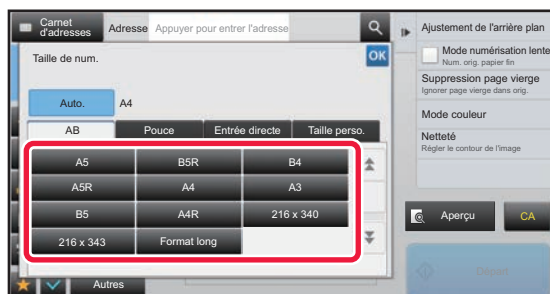 Carnet d'adresses
Adresse
Appuyer pour entrer l'adresse
Taille de num.
OK
Auto.
A4
AB
Pouce
Entrée directe
Taille perso.
A5
B5R
B4
A5R
A4
A3
B5
A4R
216 x 340
216 x 343
Format long
Autres
Ajustement de l'arrière plan
Mode numérisation lente
Num. orig. papier fin
Suppression page vierge
Ignorer page vierge dans orig.
Mode couleur
Netteté
Régler le contour de l'image
Aperçu
CA
Départ